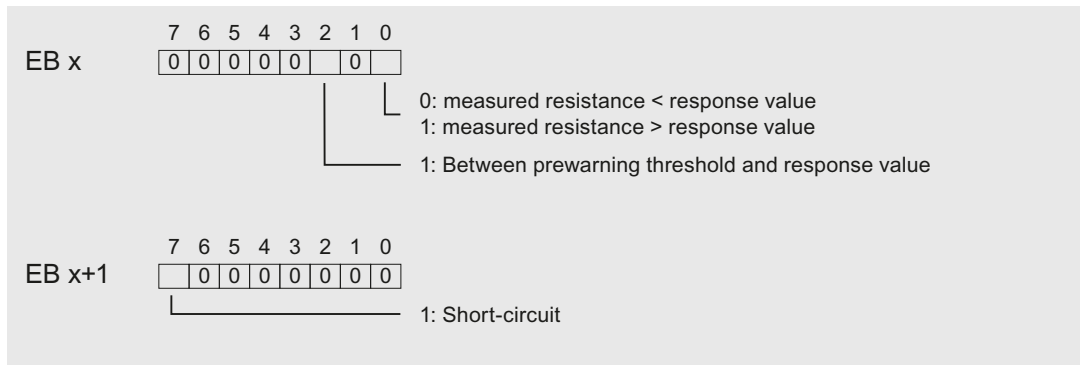 7 6 5 4 3 2 1 0
EB x 0 0 0 0 0 0
0: measured resistance < response value
1: measured resistance > response value
1: Between prewarning threshold and response value
7 6 5 4 3 2 1 0
EB x+1 0 0 0 0 0 0 0
1: Short-circuit